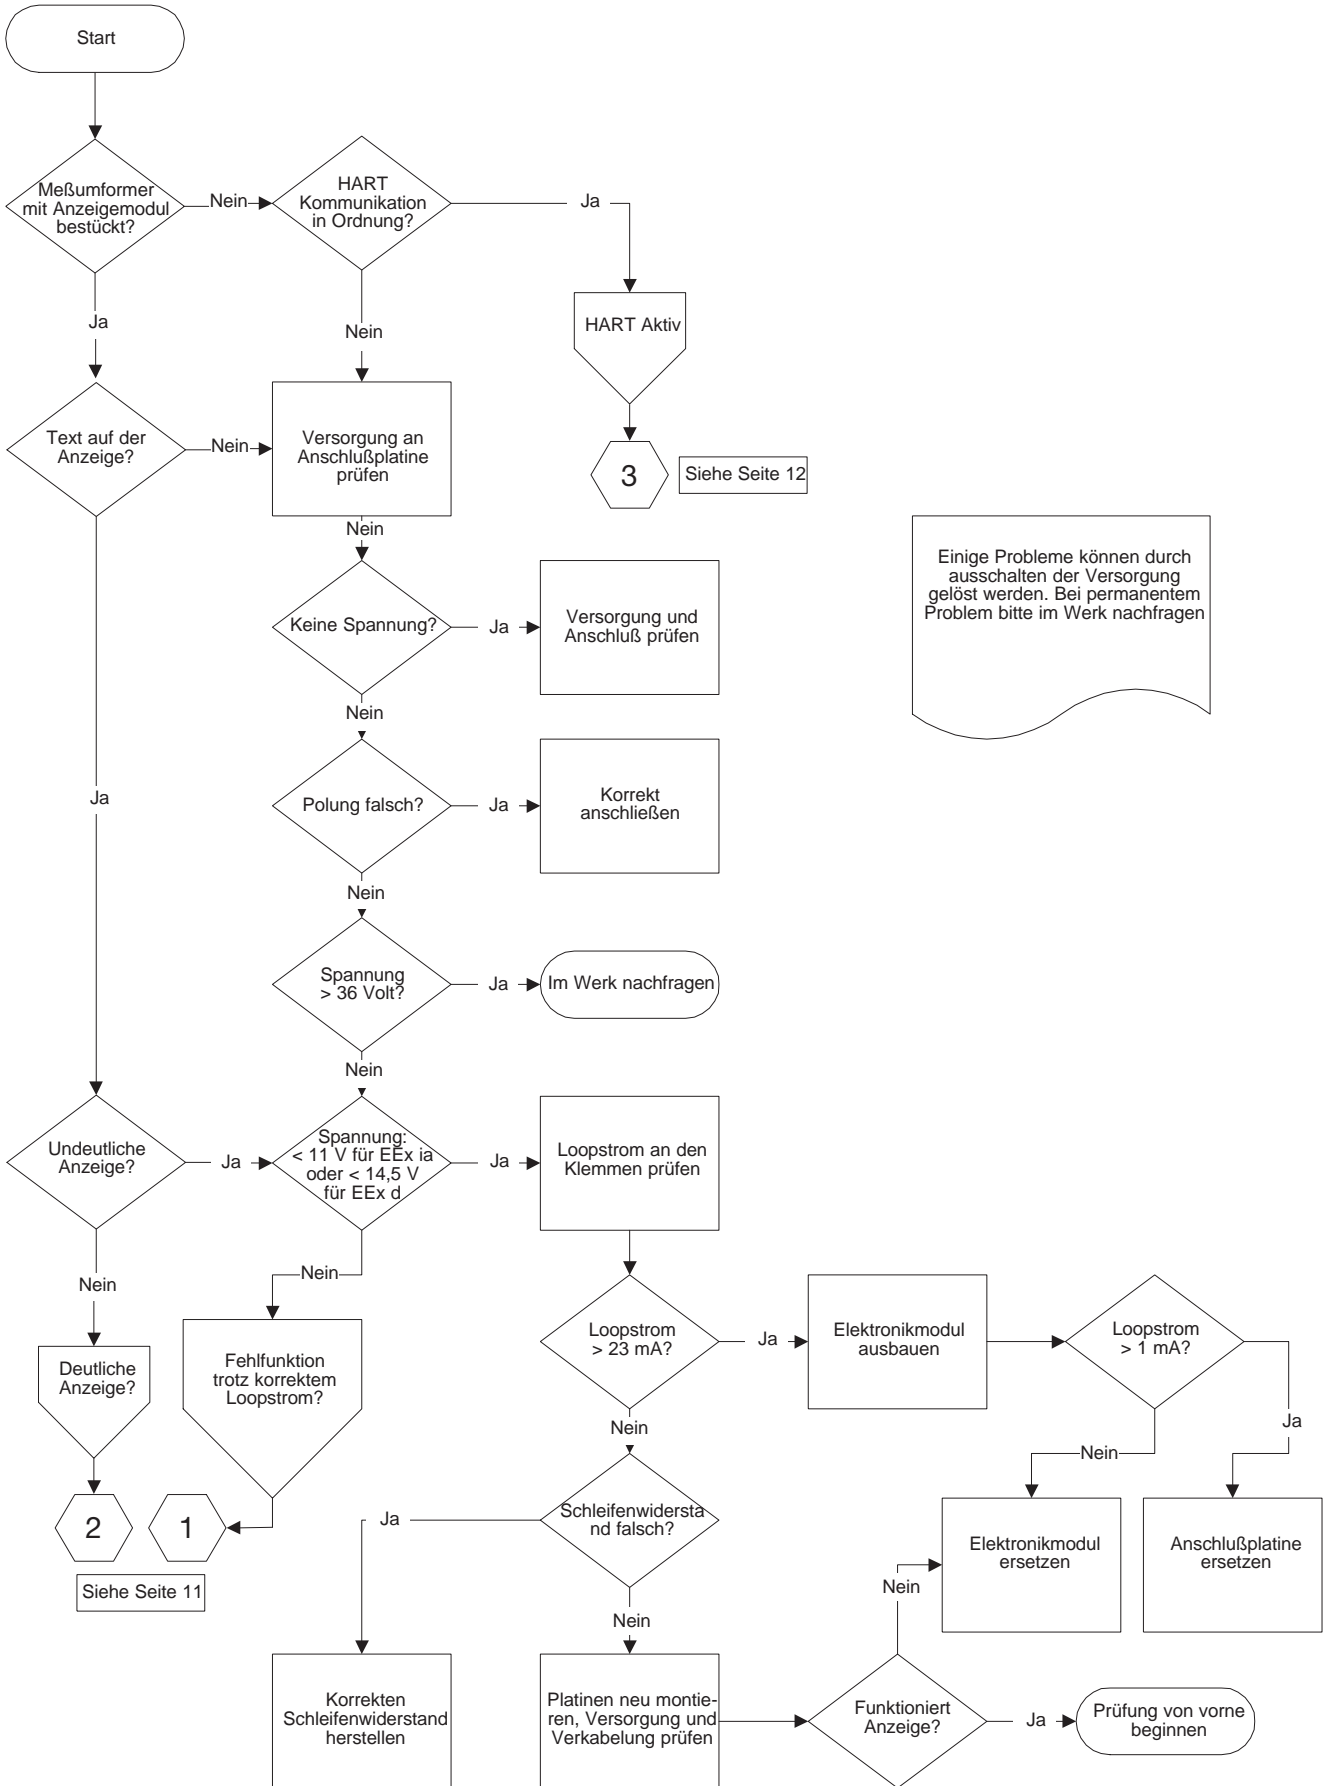 Start
Meßumformer
mit Anzeigemodul
bestückt?
Nein
HART
Kommunikation
in Ordnung?
Ja
Ja
Nein
HART Aktiv
Text auf der
Anzeige?
Nein
Versorgung an
Anschlußplatine
prüfen
3
Siehe Seite 12
Nein
Einige Probleme können durch
ausschalten der Versorgung
gelöst werden. Bei permanentem
Problem bitte im Werk nachfragen
Keine Spannung?
Ja
Versorgung und
Anschluß prüfen
Nein
Ja
Polung falsch?
Ja
Korrekt
anschließen
Nein
Spannung
> 36 Volt?
Ja
Im Werk nachfragen
Nein
Undeutliche
Anzeige?
Ja
Spannung:
< 11 V für EEx ia
oder < 14,5 V
für EEx d
Ja
Loopstrom an den
Klemmen prüfen
Nein
Nein
Deutliche
Anzeige?
Fehlfunktion
trotz korrektem
Loopstrom?
Loopstrom
> 23 mA?
Ja
Elektronikmodul
ausbauen
Loopstrom
> 1 mA?
Nein
Ja
Nein
2
1
Siehe Seite 11
Ja
Schleifenwidersta
nd falsch?
Elektronikmodul
ersetzen
Anschlußplatine
ersetzen
Nein
Nein
Korrekten
Schleifenwiderstand
herstellen
Platinen neu montie-
ren, Versorgung und
Verkabelung prüfen
Funktioniert
Anzeige?
Ja
Prüfung von vorne
beginnen